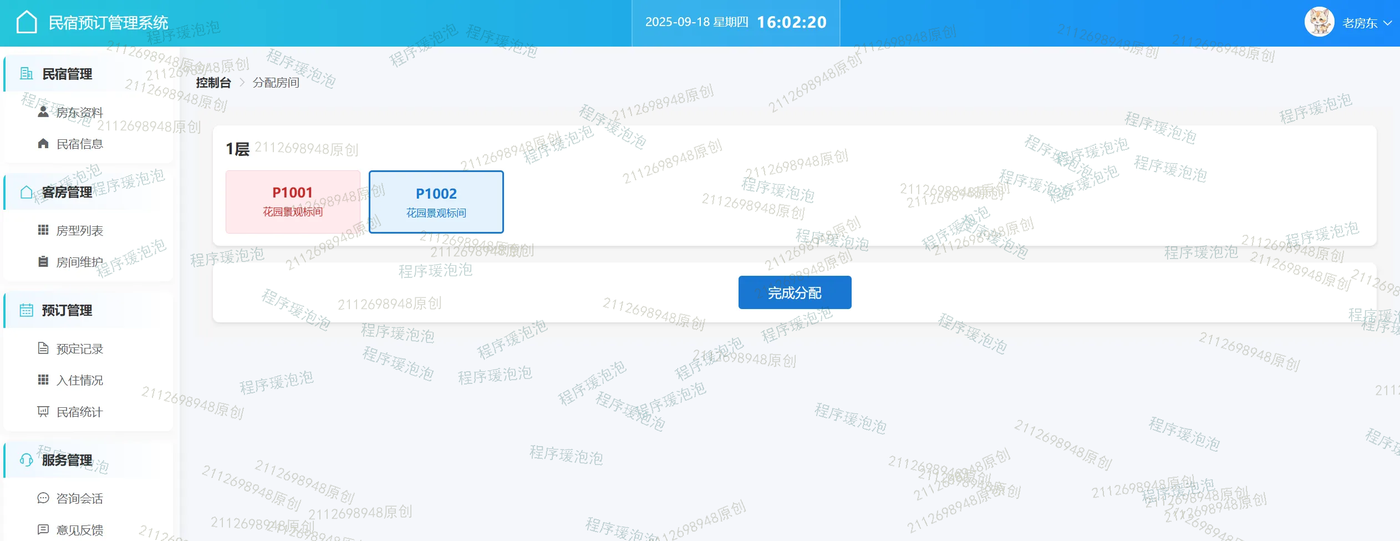 民宿预订管理系统
2025-09-18 星期四 16:02:20
老房东
民宿管理
房东资料
民宿信息
客房管理
房型列表
房间维护
预订管理
预定记录
入住情况
民宿统计
服务管理
咨询会话
意见反馈
控制台 > 分配房间
1层
P1001
花园景观标间
P1002
花园景观标间
完成分配
程序瑗泡泡
2112698948原创